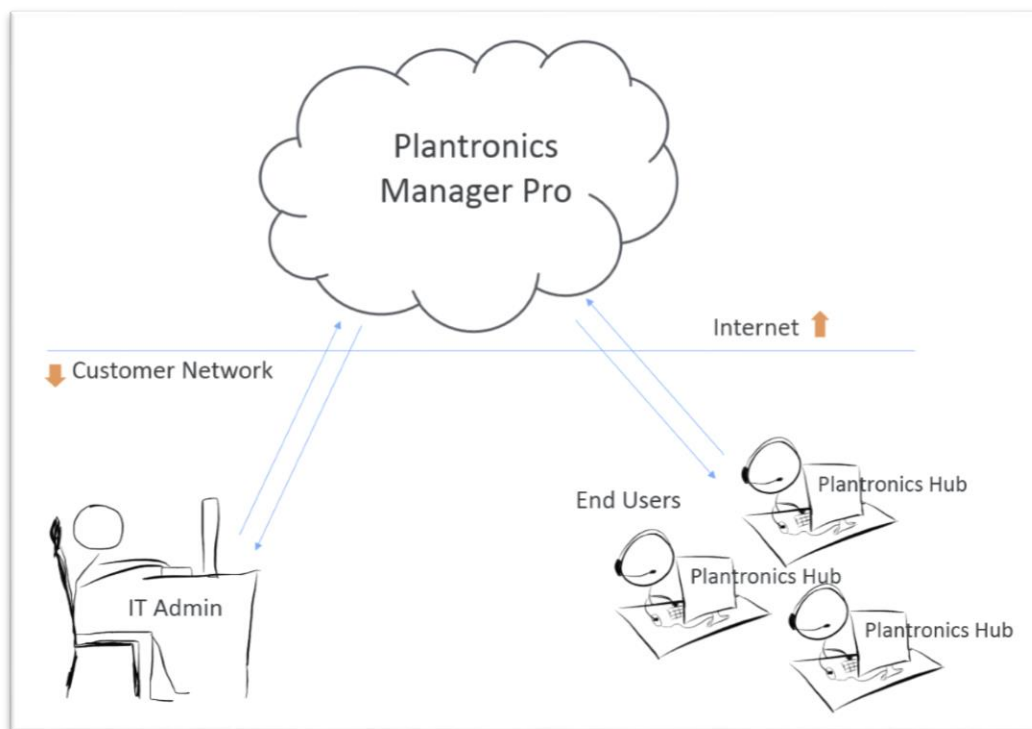 Plantronics
Manager Pro
Internet
Customer Network
End Users
Plantronics Hub
Plantronics Hub
IT Admin
Plantronics Hub